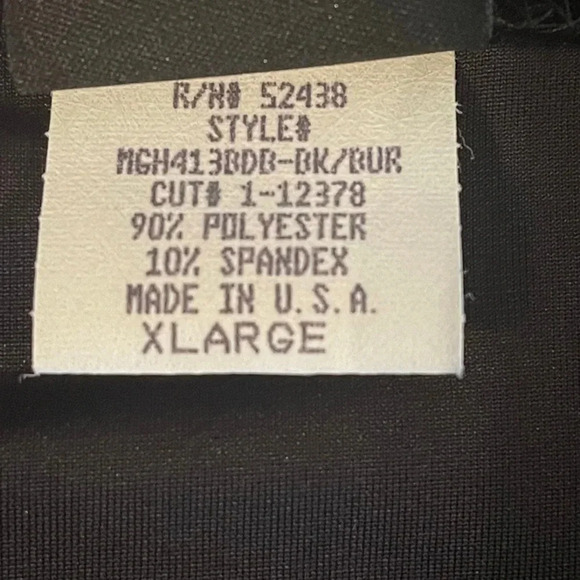 R/N# 52438
STYLE#
MGH413BDB-BK/BUR
CUT# 1-12378
90% POLYESTER
10% SPANDEX
MADE IN U.S.A.
XLARGE